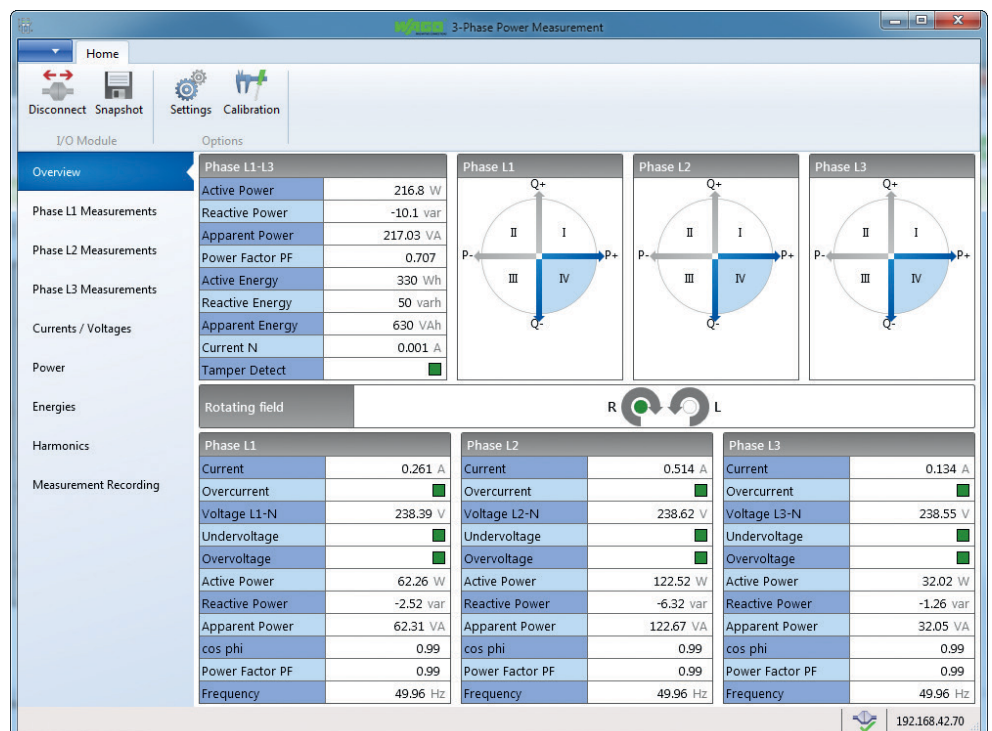 WAGO 3-Phase Power Measurement
Home
Disconnect Snapshot Settings Calibration
I/O Module Options
Overview
Phase L1 Measurements
Phase L2 Measurements
Phase L3 Measurements
Currents / Voltages
Power
Energies
Harmonics
Measurement Recording
Phase L1-L3
Active Power 216.8 W
Reactive Power -10.1 var
Apparent Power 217.03 VA
Power Factor PF 0.707
Active Energy 330 Wh
Reactive Energy 50 varh
Apparent Energy 630 VAh
Current N 0.001 A
Tamper Detect
Phase L1
Q+
II I
P- P+
III IV
Q-
Phase L2
Q+
II I
P- P+
III IV
Q-
Phase L3
Q+
II I
P- P+
III IV
Q-
Rotating field R L
Phase L1
Current 0.261 A
Overcurrent
Voltage L1-N 238.39 V
Undervoltage
Overvoltage
Active Power 62.26 W
Reactive Power -2.52 var
Apparent Power 62.31 VA
cos phi 0.99
Power Factor PF 0.99
Frequency 49.96 Hz
Phase L2
Current 0.514 A
Overcurrent
Voltage L2-N 238.62 V
Undervoltage
Overvoltage
Active Power 122.52 W
Reactive Power -6.32 var
Apparent Power 122.67 VA
cos phi 0.99
Power Factor PF 0.99
Frequency 49.96 Hz
Phase L3
Current 0.134 A
Overcurrent
Voltage L3-N 238.55 V
Undervoltage
Overvoltage
Active Power 32.02 W
Reactive Power -1.26 var
Apparent Power 32.05 VA
cos phi 0.99
Power Factor PF 0.99
Frequency 49.96 Hz
192.168.42.70